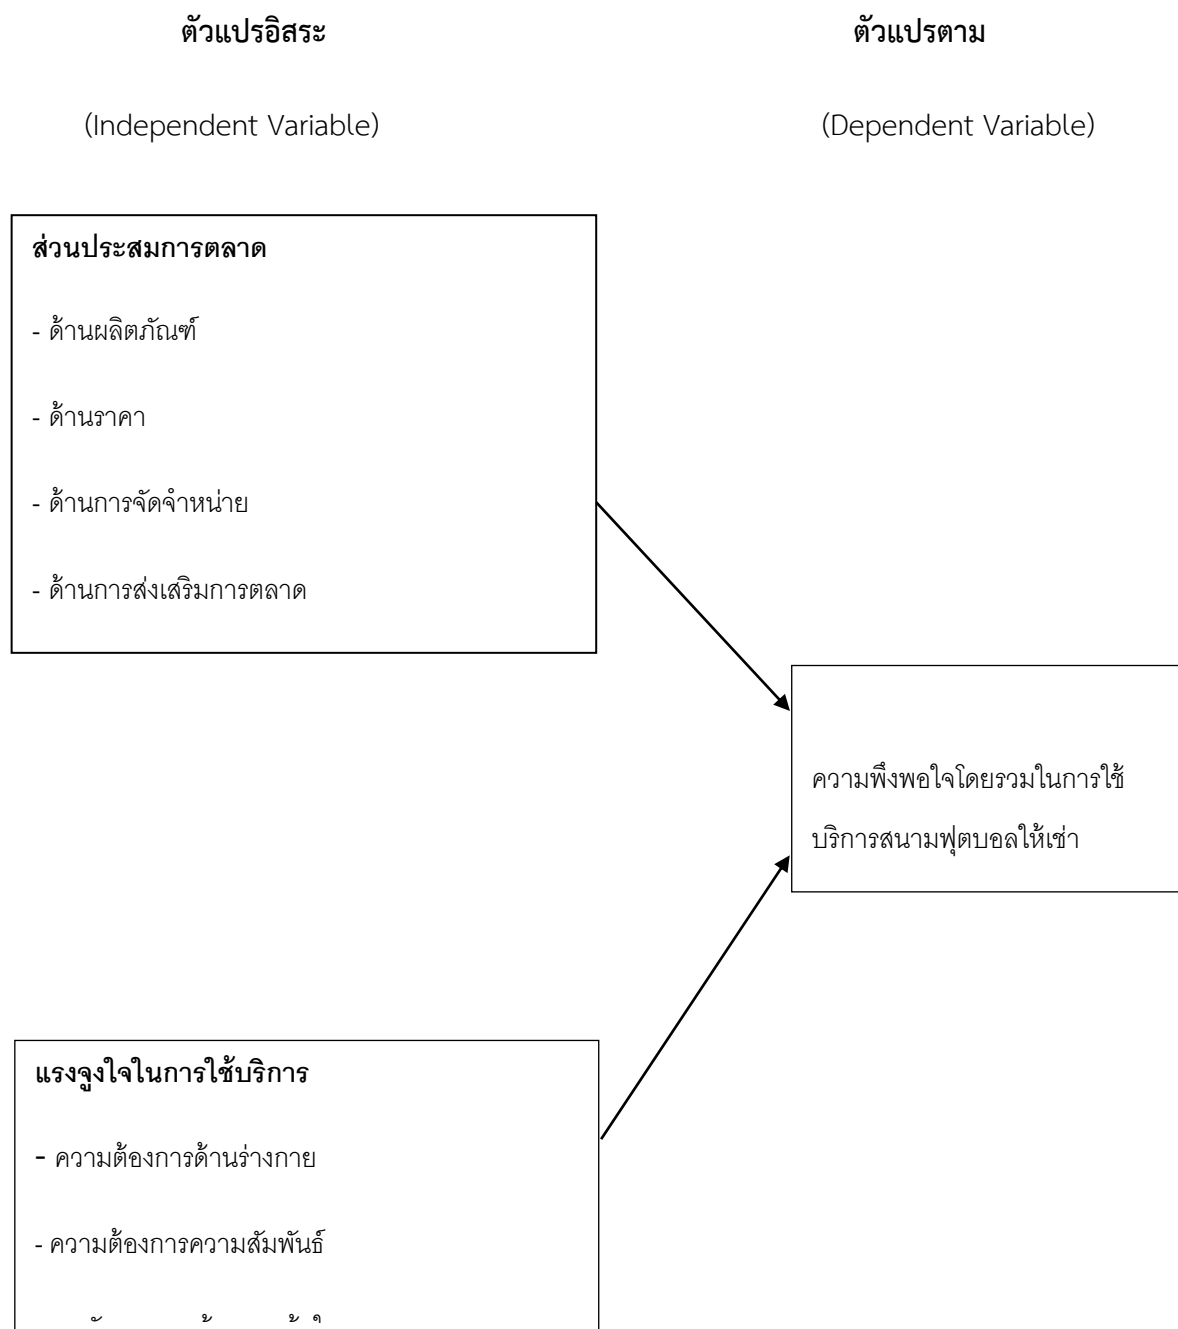 ตัวแปรอิสระ
ตัวแปรตาม
(Independent Variable)
(Dependent Variable)
ส่วนประสมการตลาด
- ด้านผลิตภัณฑ์
- ด้านราคา
- ด้านการจัดจำหน่าย
- ด้านการส่งเสริมการตลาด
ความพึงพอใจโดยรวมในการใช้
บริการสนามฟุตบอลให้เช่า
แรงจูงใจในการใช้บริการ
- ความต้องการด้านร่างกาย
- ความต้องการความสัมพันธ์